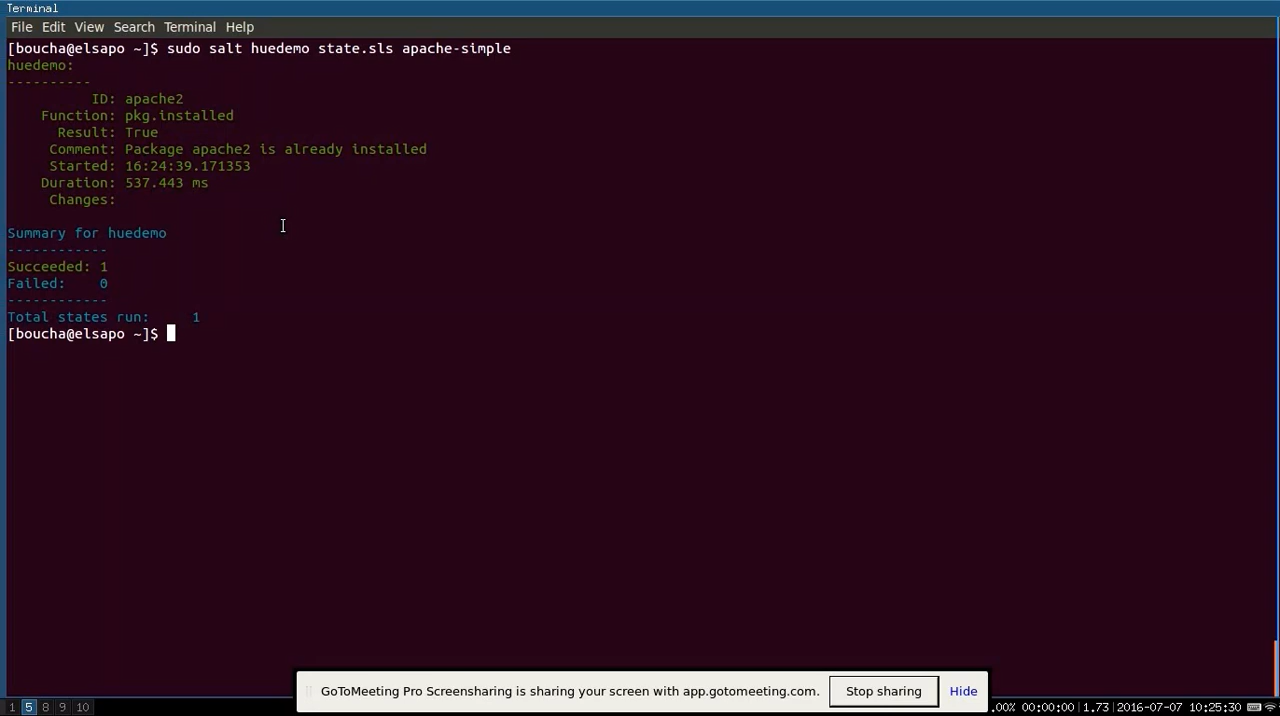 Terminal
File Edit View Search Terminal Help
[boucha@elsapo ~]$ sudo salt huedemo state.sls apache-simple
huedemo:
----------
ID: apache2
Function: pkg.installed
Result: True
Comment: Package apache2 is already installed
Started: 16:24:39.171353
Duration: 537.443 ms
Changes:
Summary for huedemo
------------
Succeeded: 1
Failed: 0
------------
Total states run: 1
[boucha@elsapo ~]$
GoToMeeting Pro Screensharing is sharing your screen with app.gotomeeting.com. Stop sharing Hide
1 5 8 9 10 .00% 00:00:00 | 1.73 | 2016-07-07 10:25:30